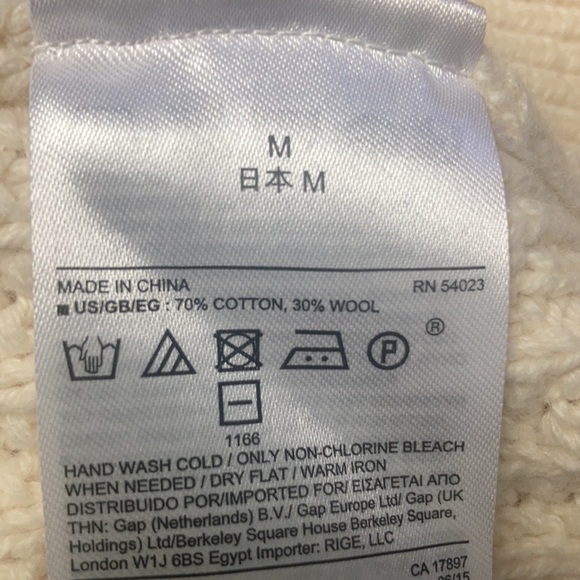 M
日本 M
MADE IN CHINA RN 54023
US/GB/EG : 70% COTTON, 30% WOOL
P ®
1166
HAND WASH COLD / ONLY NON-CHLORINE BLEACH
WHEN NEEDED / DRY FLAT / WARM IRON
DISTRIBUIDO POR/IMPORTED FOR/ ΕΙΣΑΓΕΤΑΙ ΑΠΟ
ΤΗΝ: Gap (Netherlands) B.V./ Gap Europe Ltd/ Gap (UK
Holdings) Ltd/Berkeley Square House Berkeley Square,
London W1J 6BS Egypt Importer: RIGE, LLC
CA 17897
06/15